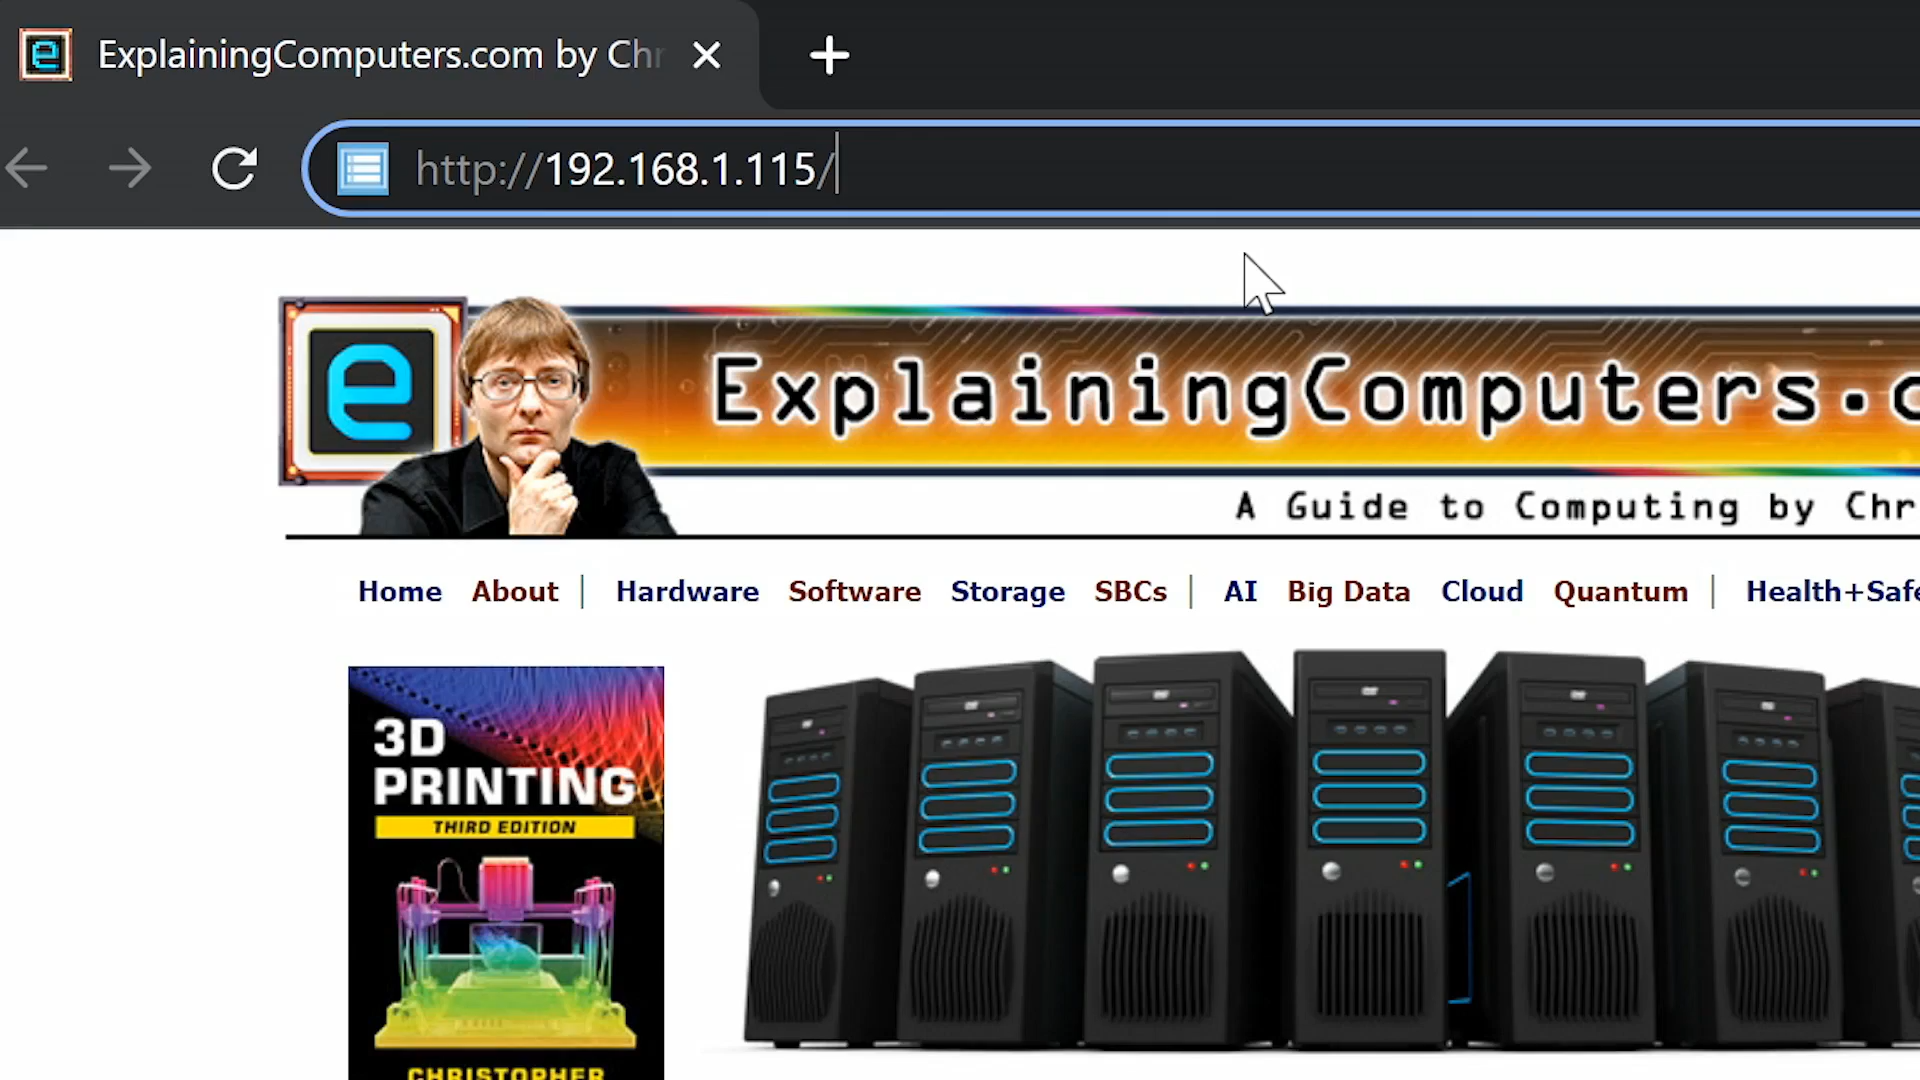 ExplainingComputers.com by Chr
http://192.168.1.115/
e
ExplainingComputers.c
A Guide to Computing by Chr
Home About | Hardware Software Storage SBCs | AI Big Data Cloud Quantum | Health+Safe
3D
PRINTING
THIRD EDITION
CHRISTOPHER